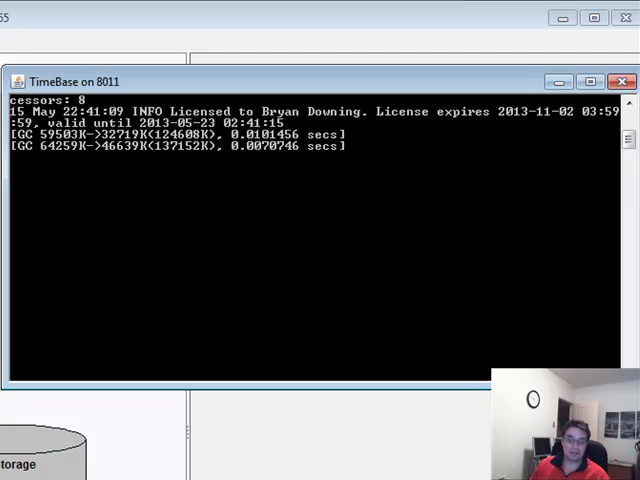 65
TimeBase on 8011
cessors: 8
15 May 22:41:09 INFO Licensed to Bryan Downing. License expires 2013-11-02 03:59
:59, valid until 2013-05-23 02:41:15
[GC 59503K->32719K(124608K), 0.0101456 secs]
[GC 64259K->46639K(137152K), 0.0070746 secs]
torage